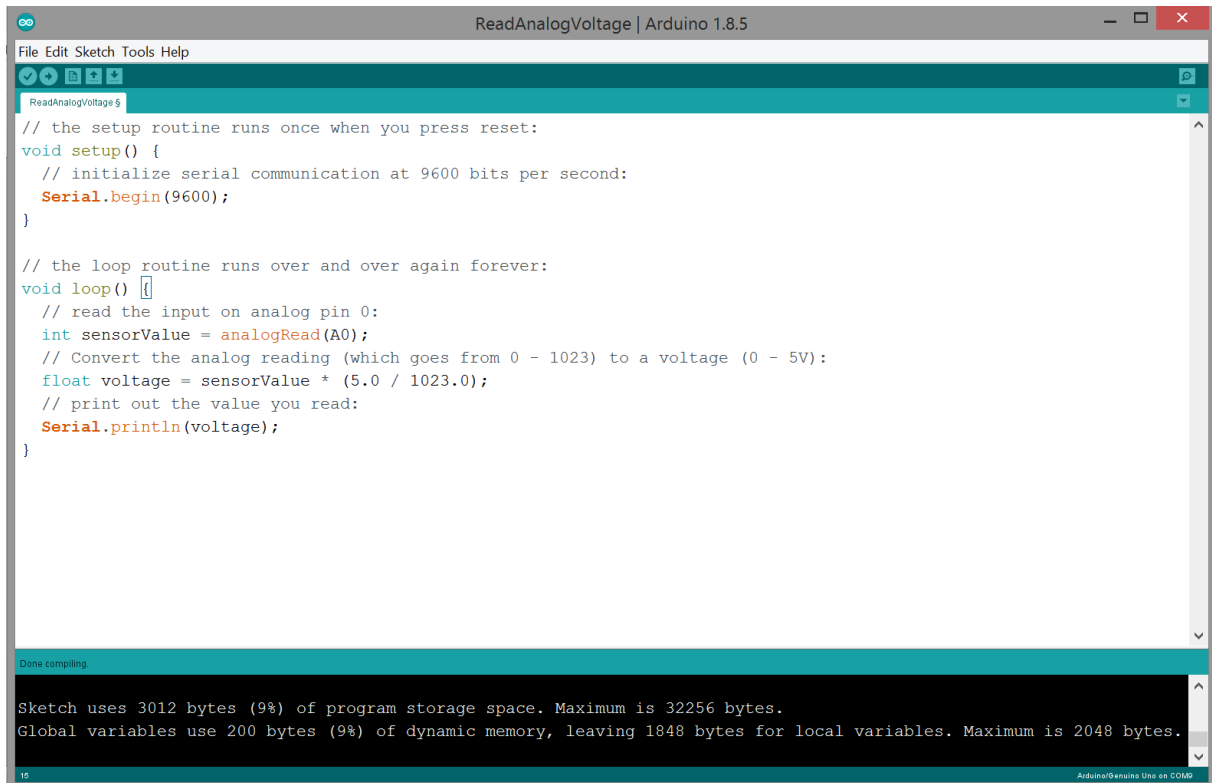 ReadAnalogVoltage | Arduino 1.8.5
File Edit Sketch Tools Help
ReadAnalogVoltage §
// the setup routine runs once when you press reset:
void setup() {
  // initialize serial communication at 9600 bits per second:
  Serial.begin(9600);
}

// the loop routine runs over and over again forever:
void loop() {
  // read the input on analog pin 0:
  int sensorValue = analogRead(A0);
  // Convert the analog reading (which goes from 0 - 1023) to a voltage (0 - 5V):
  float voltage = sensorValue * (5.0 / 1023.0);
  // print out the value you read:
  Serial.println(voltage);
}
Done compiling.
Sketch uses 3012 bytes (9%) of program storage space. Maximum is 32256 bytes.
Global variables use 200 bytes (9%) of dynamic memory, leaving 1848 bytes for local variables. Maximum is 2048 bytes.
15 Arduino/Genuino Uno on COM9